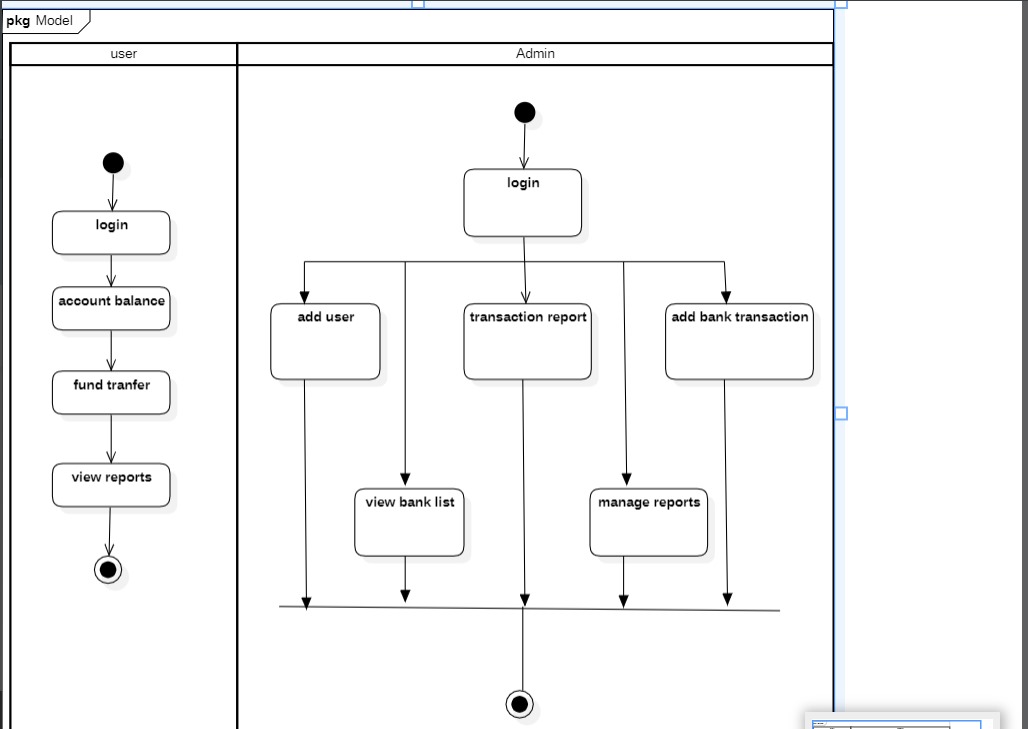 pkg Model
user
Admin
login
login
account balance
add user
transaction report
add bank transaction
fund tranfer
view reports
view bank list
manage reports